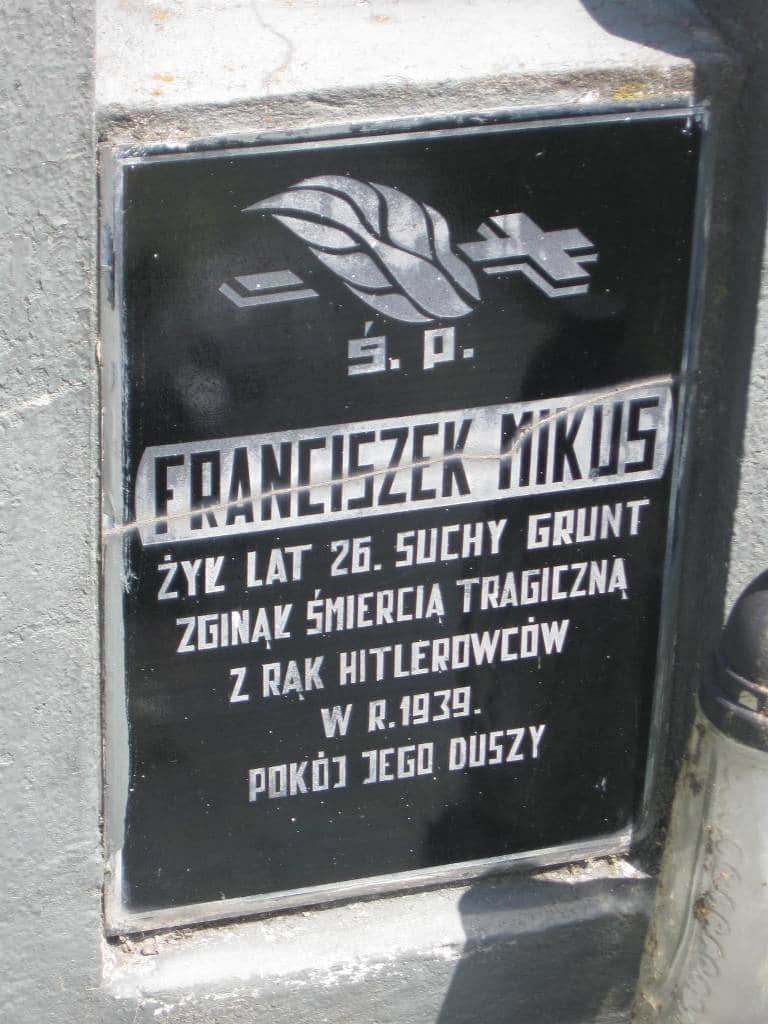 ś. p.
FRANCISZEK MIKUS
ŻYŁ LAT 26. SUCHY GRUNT
ZGINĄŁ ŚMIERCIĄ TRAGICZNĄ
Z RĄK HITLEROWCÓW
W R. 1939.
POKÓJ JEGO DUSZY